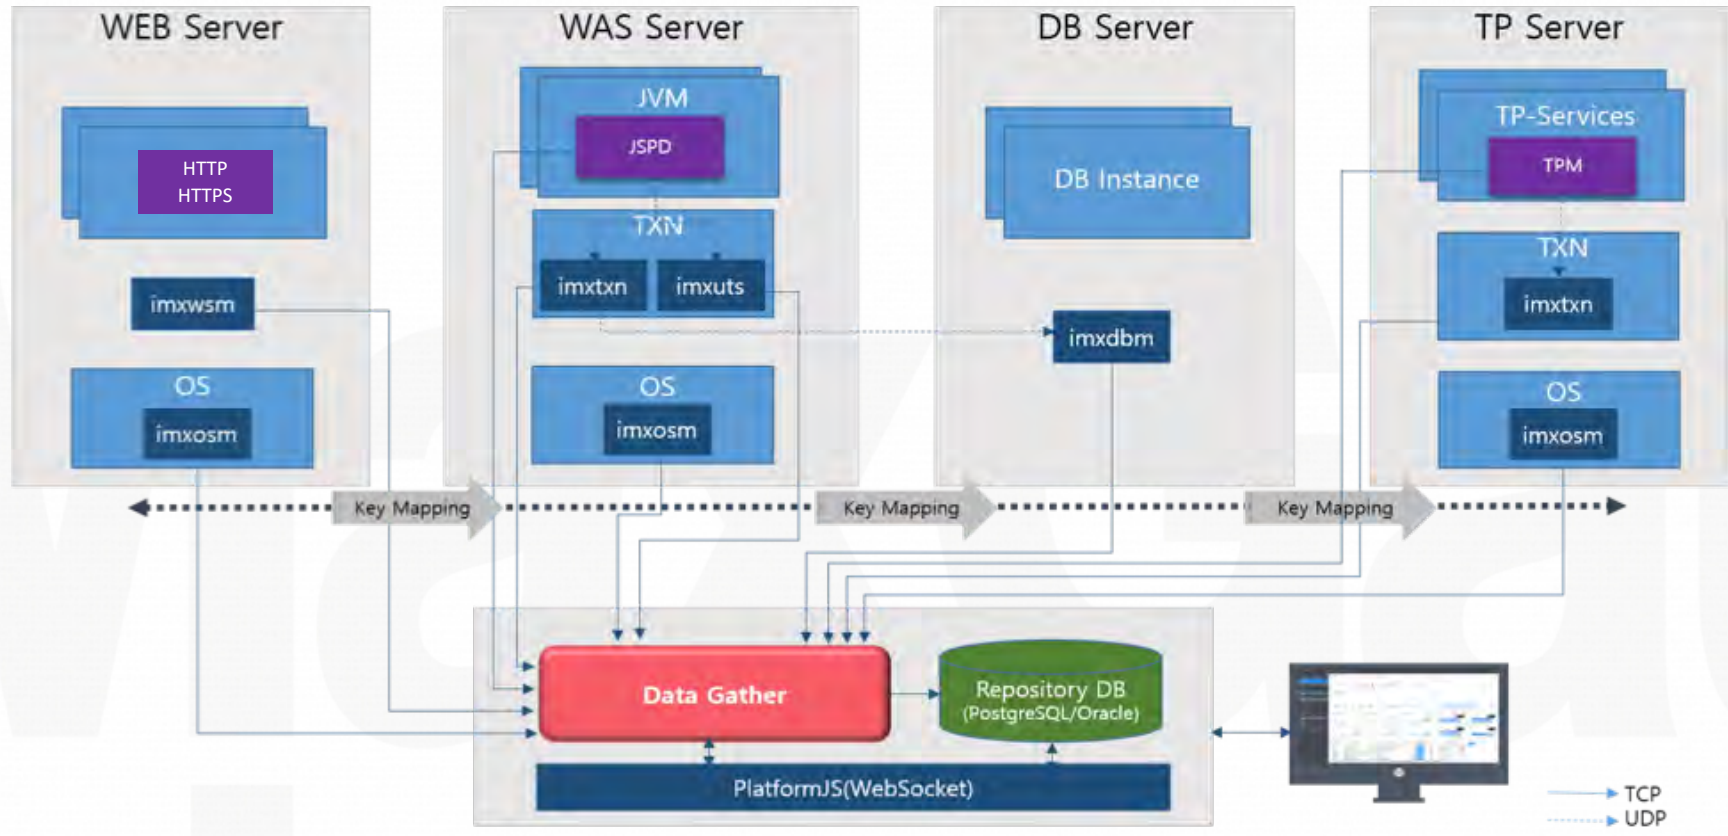 WEB Server
HTTP
HTTPS
imxwsm
OS
imxosm
WAS Server
JVM
JSPD
TXN
imxtxn
imxuts
OS
imxosm
DB Server
DB Instance
imxdbm
TP Server
TP-Services
TPM
TXN
imxtxn
OS
imxosm
Key Mapping
Key Mapping
Key Mapping
Data Gather
Repository DB
(PostgreSQL/Oracle)
PlatformJS(WebSocket)
TCP
UDP